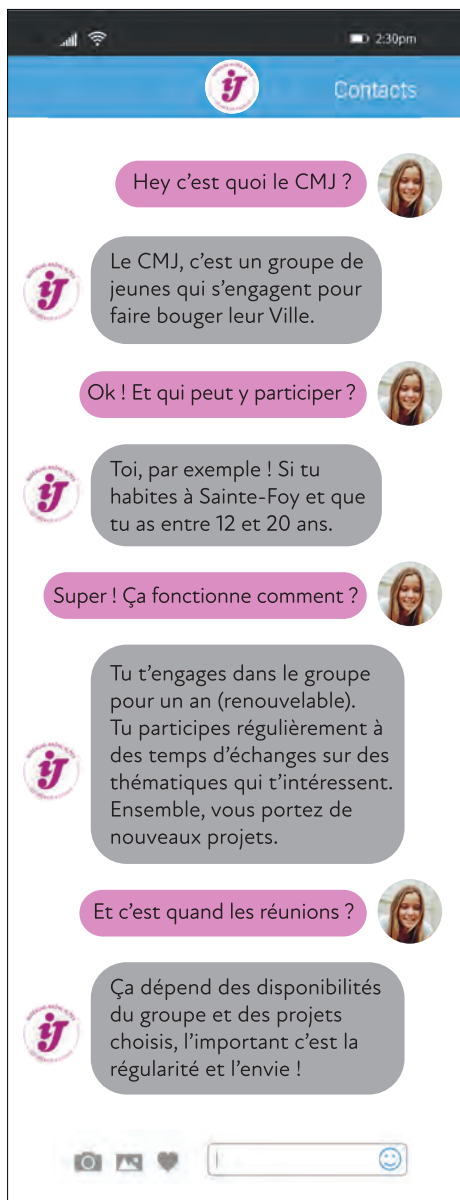 2:30pm
iJ
Contacts
Hey c’est quoi le CMJ ?
iJ
Le CMJ, c’est un groupe de
jeunes qui s’engagent pour
faire bouger leur Ville.
Ok ! Et qui peut y participer ?
iJ
Toi, par exemple ! Si tu
habites à Sainte-Foy et que
tu as entre 12 et 20 ans.
Super ! Ça fonctionne comment ?
iJ
Tu t’engages dans le groupe
pour un an (renouvelable).
Tu participes régulièrement à
des temps d’échanges sur des
thématiques qui t’intéressent.
Ensemble, vous portez de
nouveaux projets.
Et c’est quand les réunions ?
iJ
Ça dépend des disponibilités
du groupe et des projets
choisis, l’important c’est la
régularité et l’envie !